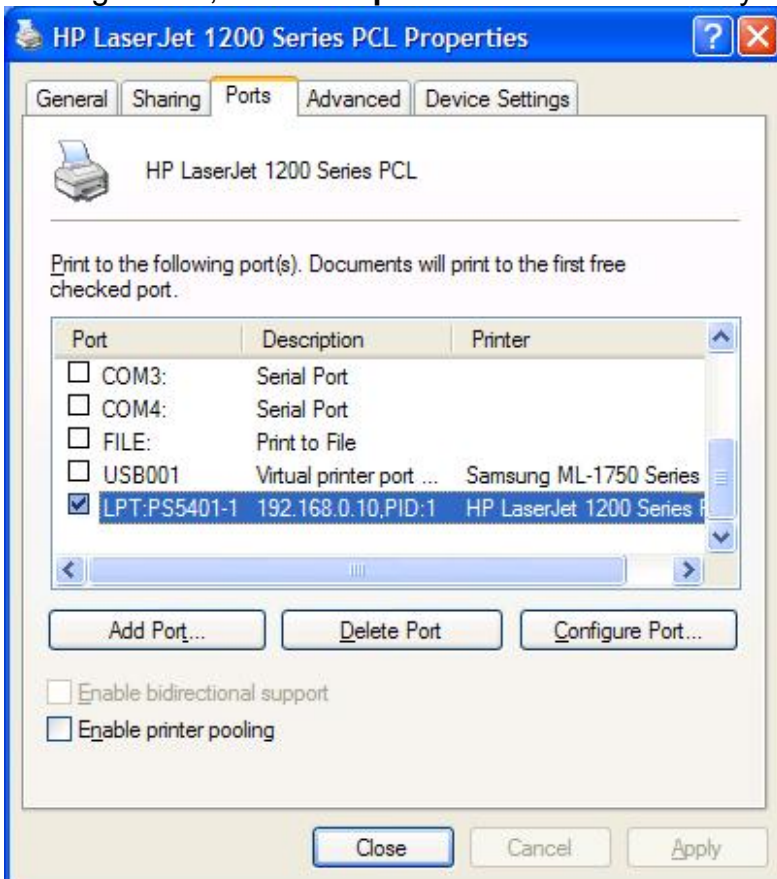 HP LaserJet 1200 Series PCL Properties
General Sharing Ports Advanced Device Settings
HP LaserJet 1200 Series PCL
Print to the following port(s). Documents will print to the first free
checked port.
Port Description Printer
COM3: Serial Port
COM4: Serial Port
FILE: Print to File
USB001 Virtual printer port ... Samsung ML-1750 Series
LPT:PS5401-1 192.168.0.10,PID:1 HP LaserJet 1200 Series
Add Port... Delete Port Configure Port...
Enable bidirectional support
Enable printer pooling
Close Cancel Apply